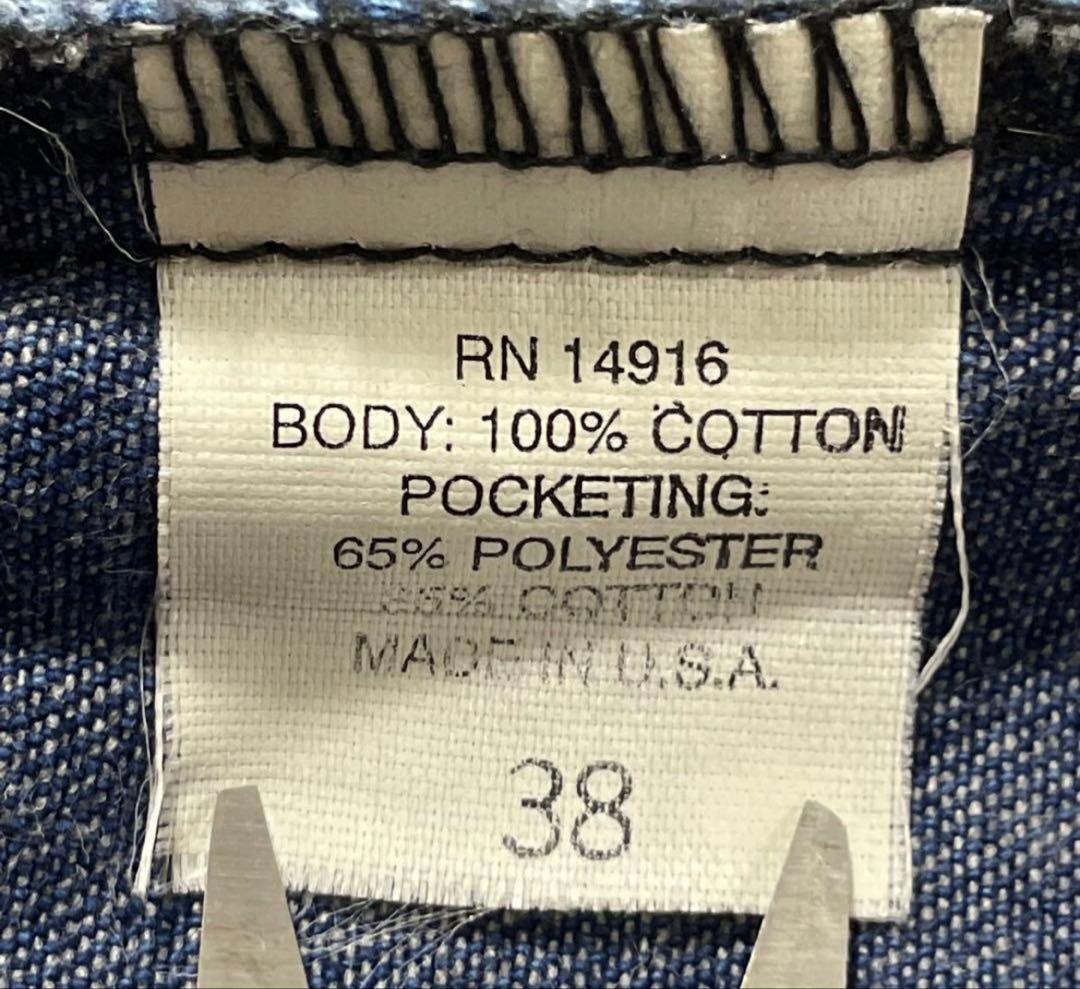 RN 14916
BODY: 100% COTTON
POCKETING:
65% POLYESTER
35% COTTON
MADE IN U.S.A.
38